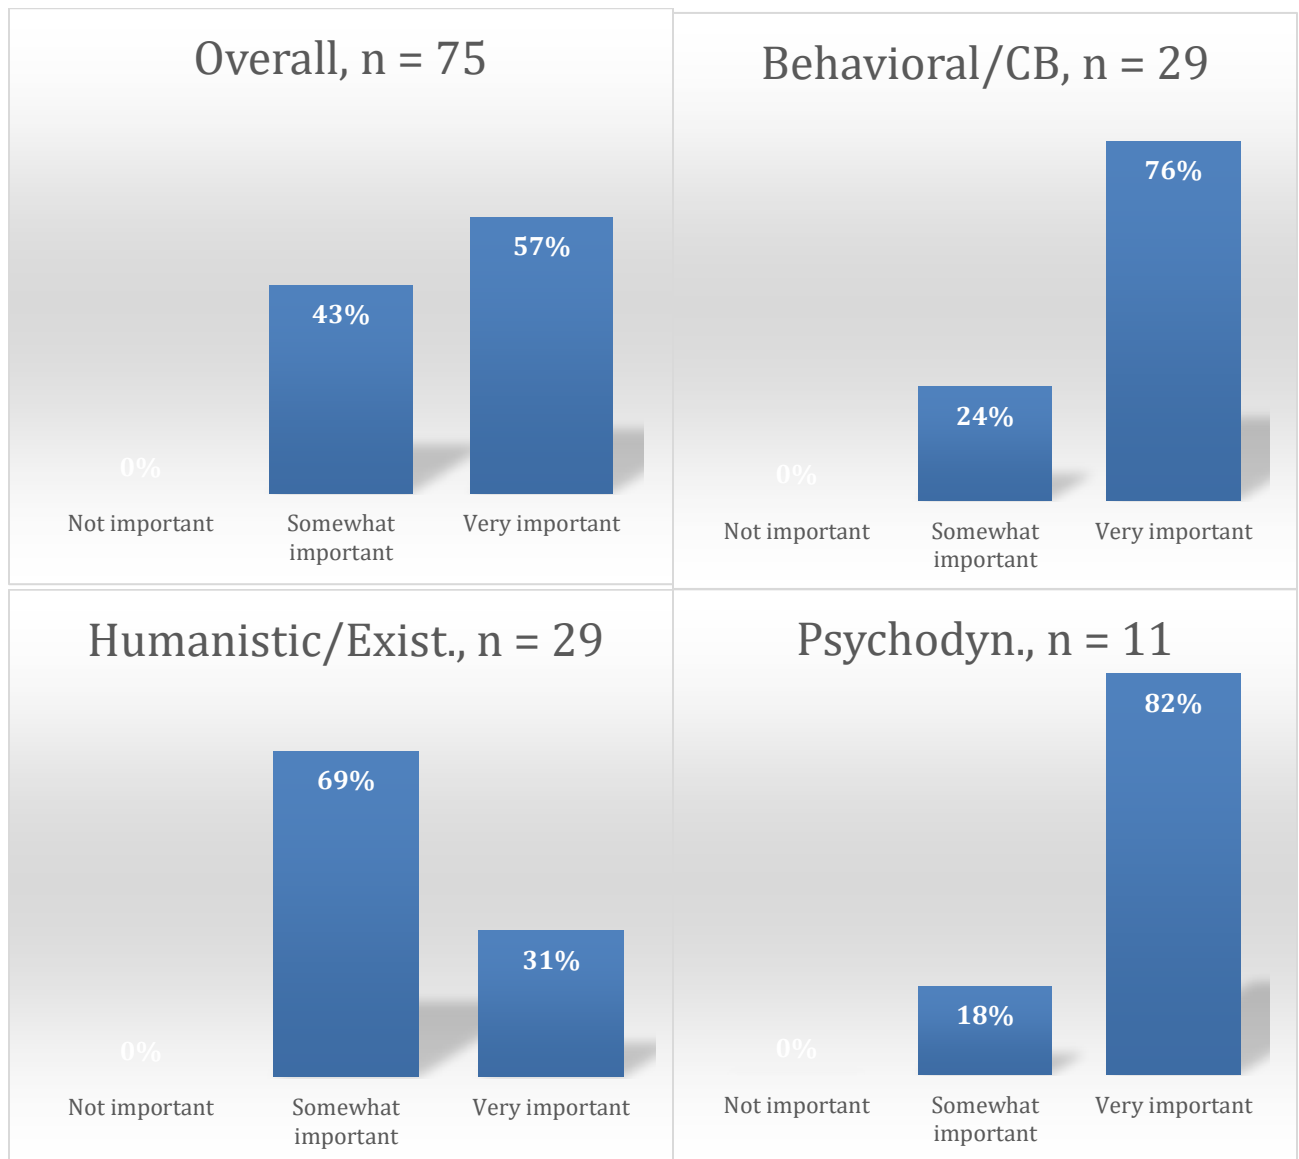 Overall, n = 75
57%
43%
0%
Not important
Somewhat
important
Very important
Behavioral/CB, n = 29
76%
24%
0%
Not important
Somewhat
important
Very important
Humanistic/Exist., n = 29
69%
31%
0%
Not important
Somewhat
important
Very important
Psychodyn., n = 11
82%
18%
0%
Not important
Somewhat
important
Very important